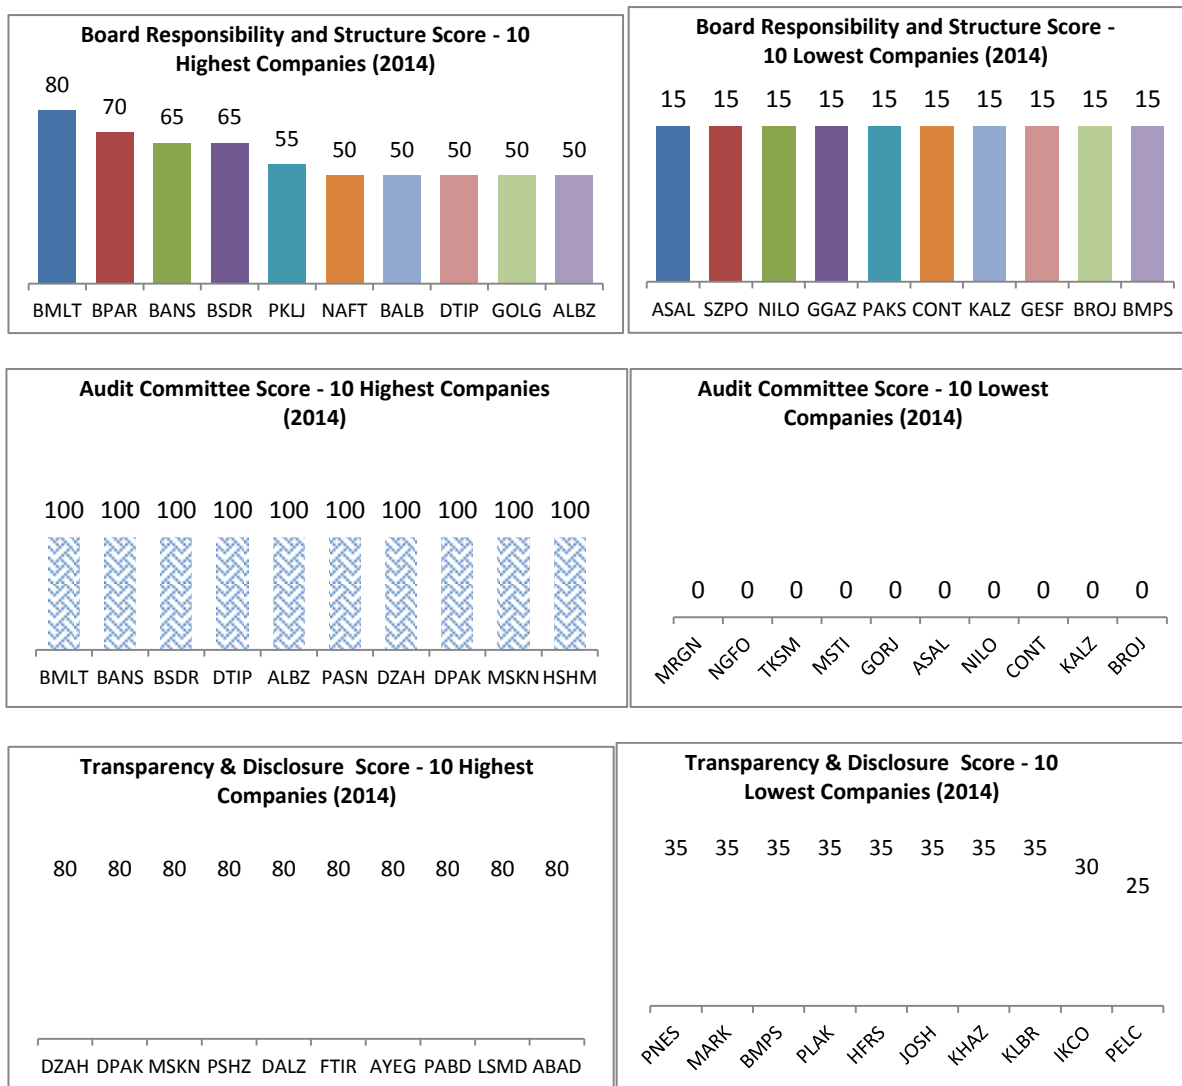 Board Responsibility and Structure Score - 10
Highest Companies (2014)
80 70 65 65 55 50 50 50 50 50
BMLT BPAR BANS BSDR PKLJ NAFT BALB DTIP GOLG ALBZ
Board Responsibility and Structure Score -
10 Lowest Companies (2014)
15 15 15 15 15 15 15 15 15 15
ASAL SZPO NILO GGAZ PAKS CONT KALZ GESF BROJ BMPS
Audit Committee Score - 10 Highest Companies
(2014)
100 100 100 100 100 100 100 100 100 100
BMLT BANS BSDR DTIP ALBZ PASN DZAH DPAK MSKN HSHM
Audit Committee Score - 10 Lowest
Companies (2014)
0 0 0 0 0 0 0 0 0 0
MRGN NGFO TKSM MSTI GORJ ASAL NILO CONT KALZ BROJ
Transparency & Disclosure  Score - 10 Highest
Companies (2014)
80 80 80 80 80 80 80 80 80 80
DZAH DPAK MSKN PSHZ DALZ FTIR AYEG PABD LSMD ABAD
Transparency & Disclosure  Score - 10
Lowest Companies (2014)
35 35 35 35 35 35 35 35 30 25
PNES MARK BMPS PLAK HFRS JOSH KHAZ KLBR IKCO PELC